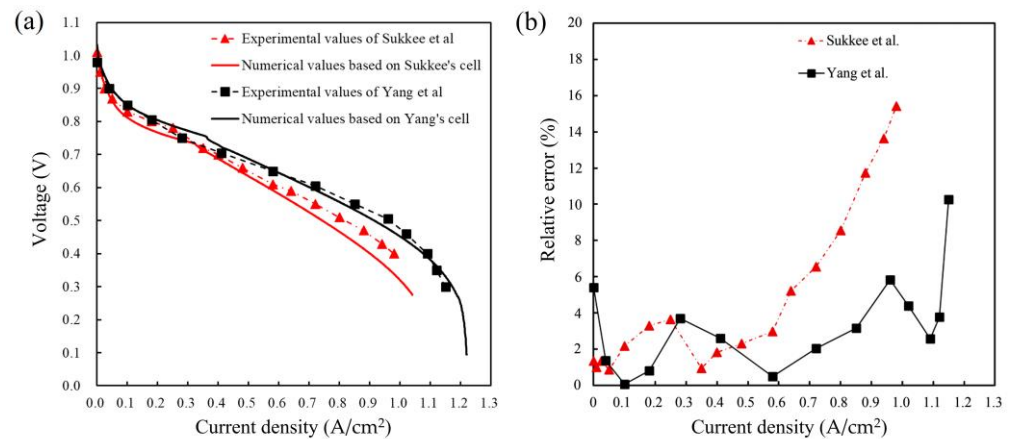 (a)
1.1
1.0
0.9
0.8
0.7
0.6
0.5
0.4
0.3
0.2
0.1
0.0
Voltage (V)
Experimental values of Sukkee et al
Numerical values based on Sukkee's cell
Experimental values of Yang et al
Numerical values based on Yang's cell
0.0 0.1 0.2 0.3 0.4 0.5 0.6 0.7 0.8 0.9 1.0 1.1 1.2 1.3
Current density (A/cm²)
(b)
20
18
16
14
12
10
8
6
4
2
0
Relative error (%)
Sukkee et al.
Yang et al.
0 0.1 0.2 0.3 0.4 0.5 0.6 0.7 0.8 0.9 1.0 1.1 1.2 1.3
Current density (A/cm²)